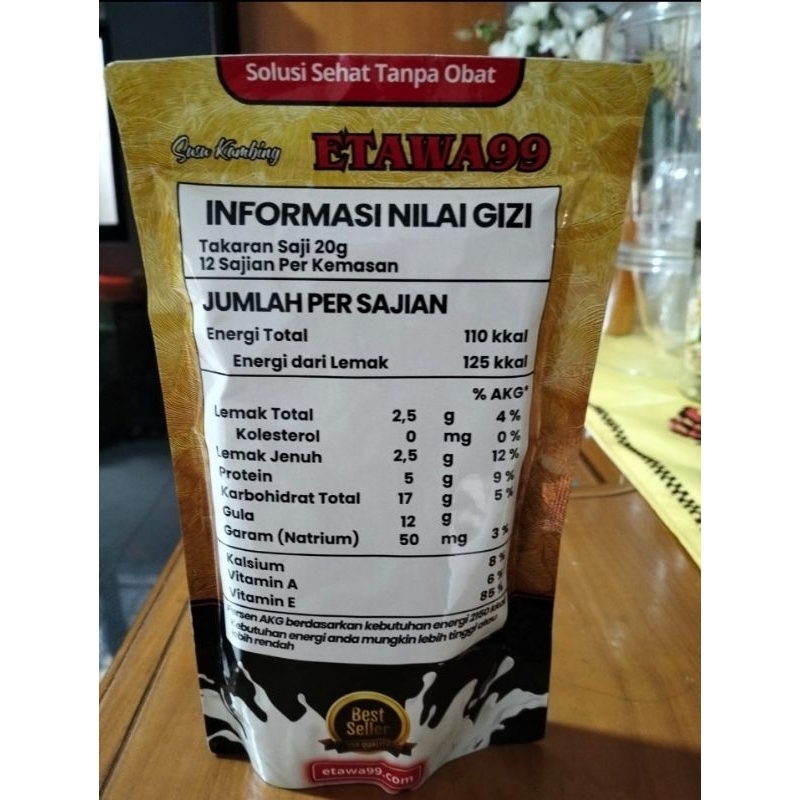 Solusi Sehat Tanpa Obat
Susu Kambing ETAWA99
INFORMASI NILAI GIZI
Takaran Saji 20g
12 Sajian Per Kemasan
JUMLAH PER SAJIAN
Energi Total 110 kkal
Energi dari Lemak 125 kkal
% AKG*
Lemak Total 2,5 g 4 %
Kolesterol 0 mg 0 %
Lemak Jenuh 2,5 g 12 %
Protein 5 g 9 %
Karbohidrat Total 17 g 5 %
Gula 12 g
Garam (Natrium) 50 mg 3 %
Kalsium 8 %
Vitamin A 6 %
Vitamin E 85 %
Persen AKG berdasarkan kebutuhan energi 2150 kkal
Kebutuhan energi anda mungkin lebih tinggi atau
lebih rendah
Best
Seller
etawa99.com